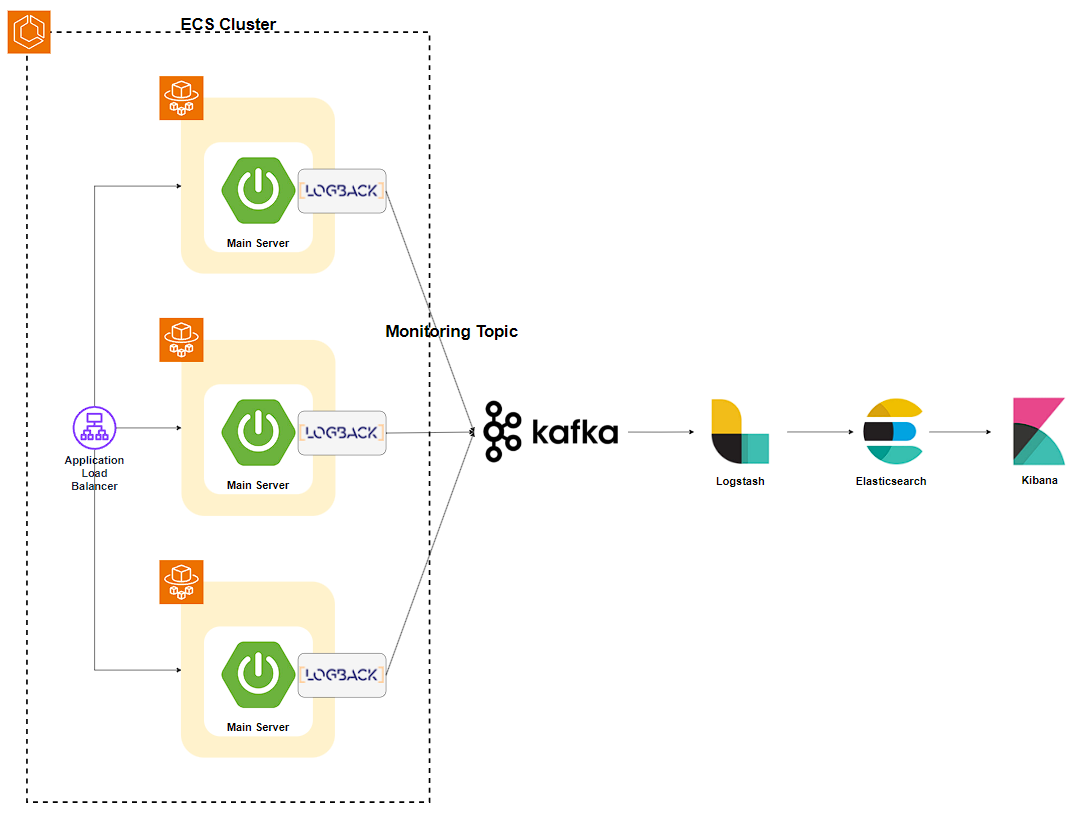 ECS Cluster
[LOGBACK]
Main Server
Monitoring Topic
[LOGBACK]
Main Server
Application
Load
Balancer
kafka
Logstash
Elasticsearch
Kibana
[LOGBACK]
Main Server